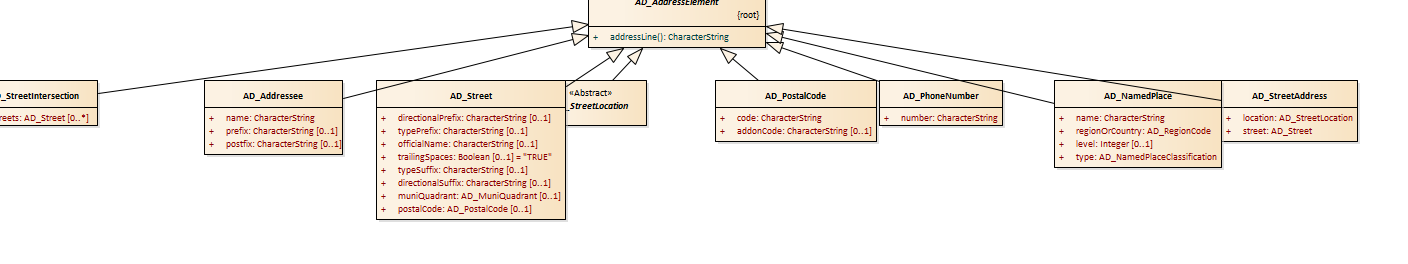 AD_AddressElement
{root}
+ addressLine(): CharacterString
_StreetIntersection
reets: AD_Street [0..*]
AD_Addressee
+ name: CharacterString
+ prefix: CharacterString [0..1]
+ postfix: CharacterString [0..1]
AD_Street
+ directionalPrefix: CharacterString [0..1]
+ typePrefix: CharacterString [0..1]
+ officialName: CharacterString [0..1]
+ trailingSpaces: Boolean [0..1] = "TRUE"
+ typeSuffix: CharacterString [0..1]
+ directionalSuffix: CharacterString [0..1]
+ muniQuadrant: AD_MuniQuadrant [0..1]
+ postalCode: AD_PostalCode [0..1]
«Abstract»
_StreetLocation
AD_PostalCode
+ code: CharacterString
+ addonCode: CharacterString [0..1]
AD_PhoneNumber
+ number: CharacterString
AD_NamedPlace
+ name: CharacterString
+ regionOrCountry: AD_RegionCode
+ level: Integer [0..1]
+ type: AD_NamedPlaceClassification
AD_StreetAddress
+ location: AD_StreetLocation
+ street: AD_Street